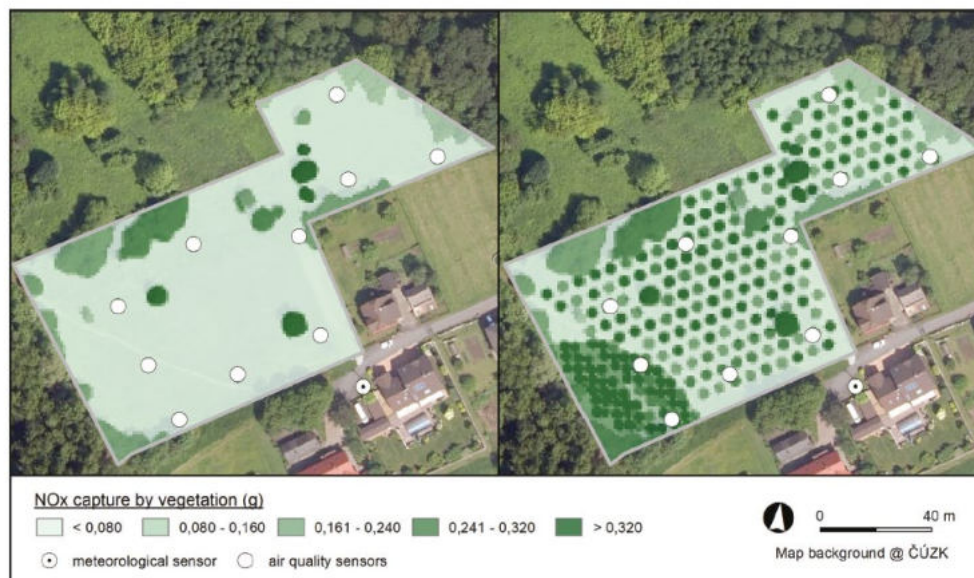 NOx capture by vegetation (g)
< 0,080 0,080 - 0,160 0,161 - 0,240 0,241 - 0,320 > 0,320
meteorological sensor air quality sensors
0 40 m
Map background @ ČÚZK